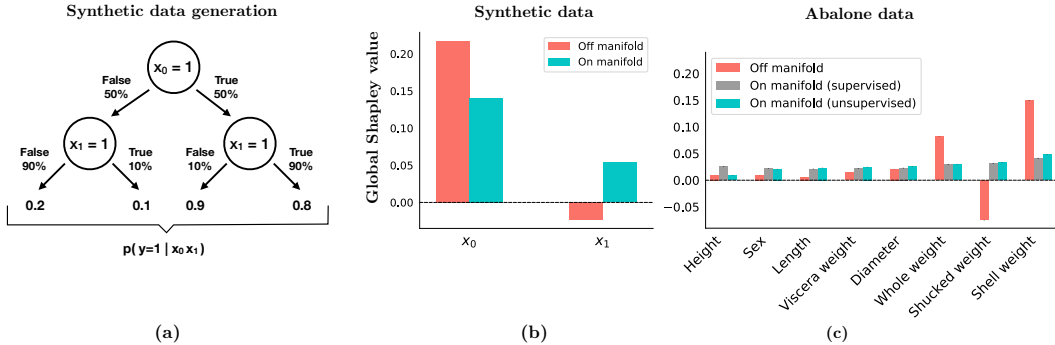 Synthetic data generation
x₀ = 1
False
50%
True
50%
x₁ = 1
x₁ = 1
False
90%
True
10%
False
10%
True
90%
0.2
0.1
0.9
0.8
p( y=1 | x₀ x₁)
(a)
Synthetic data
Global Shapley value
0.20
0.15
0.10
0.05
0.00
Off manifold
On manifold
x₀
x₁
(b)
Abalone data
0.20
0.15
0.10
0.05
0.00
−0.05
Off manifold
On manifold (supervised)
On manifold (unsupervised)
Height
Sex
Length
Viscera weight
Diameter
Whole weight
Shucked weight
Shell weight
(c)